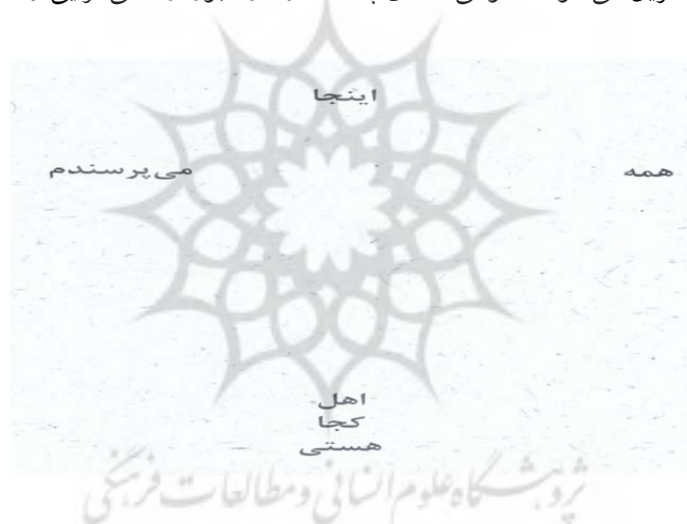 اینجا
همه می‌پرسندم
اهل
کجا
هستی
پژوهشگاه علوم انسانی و مطالعات فرهنگی